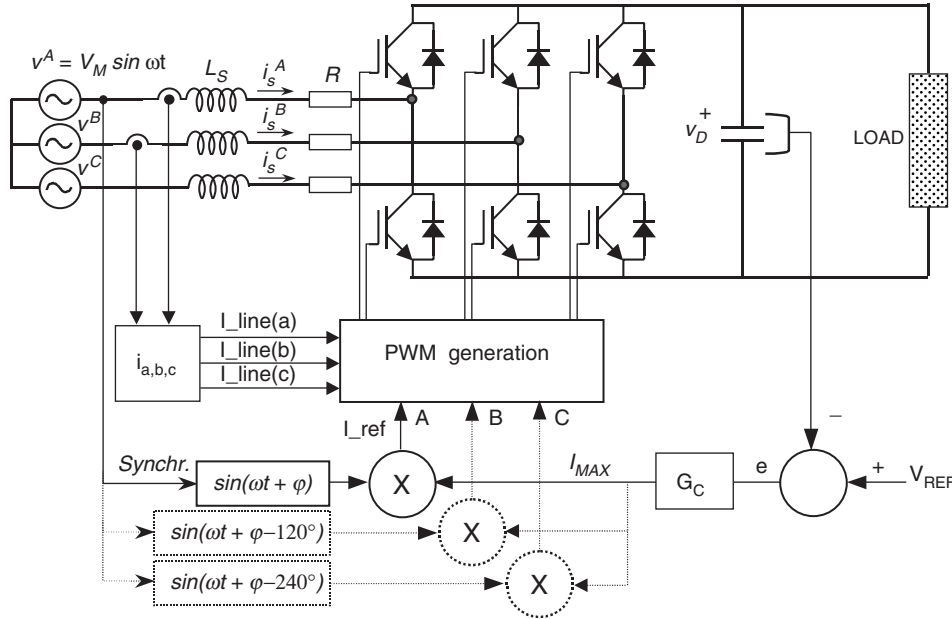 v^A = V_M sin ωt
L_S
i_s^A
R
v^B
i_s^B
v^C
i_s^C
+
v_D
LOAD
i_a,b,c
I_line(a)
I_line(b)
I_line(c)
PWM generation
I_ref
A
B
C
–
Synchr.
sin(ωt + φ)
X
I_MAX
G_C
e
+
V_REF
sin(ωt + φ–120°)
X
sin(ωt + φ–240°)
X